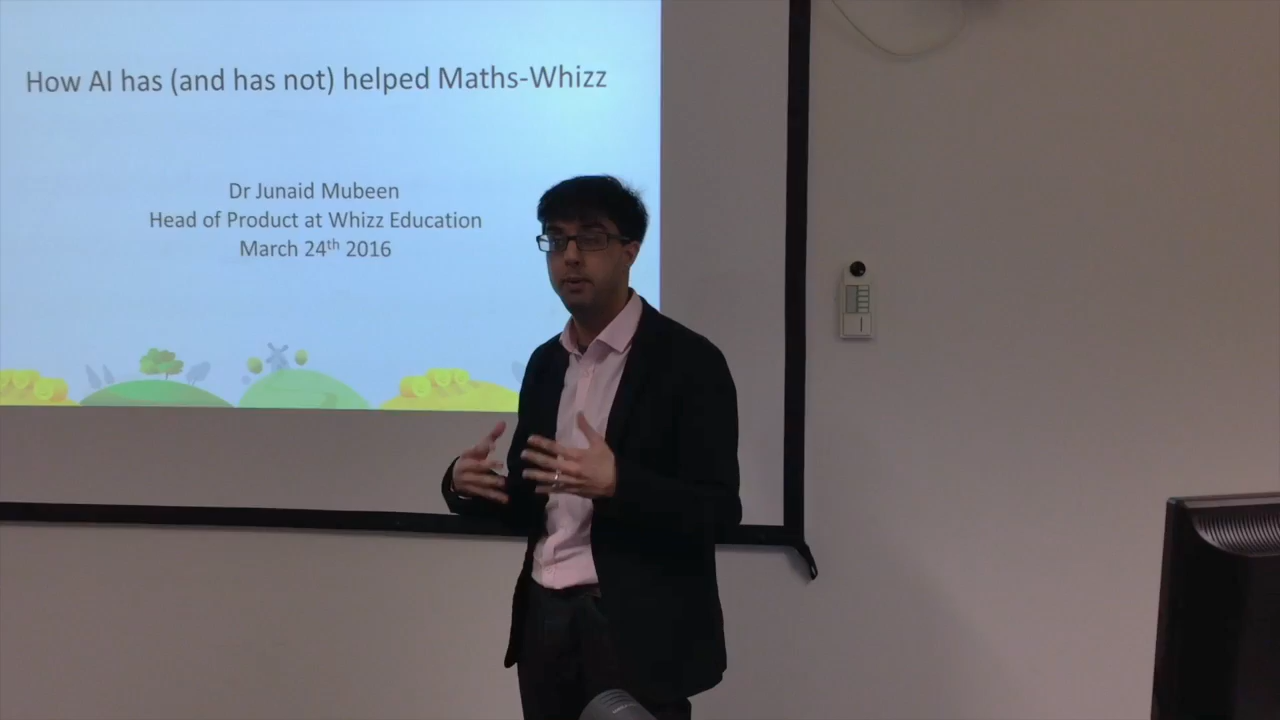 How AI has (and has not) helped Maths-Whizz
Dr Junaid Mubeen
Head of Product at Whizz Education
March 24th 2016